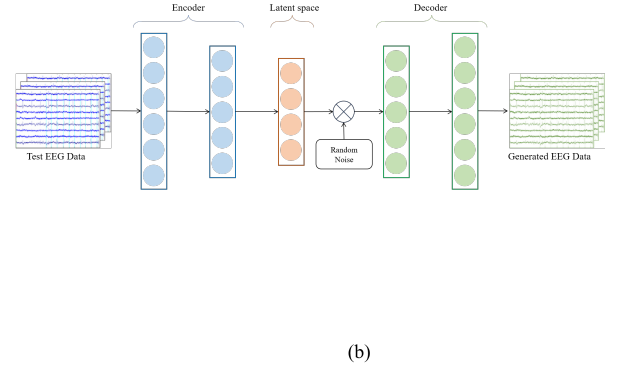 Encoder
Latent space
Decoder
Test EEG Data
Random
Noise
Generated EEG Data
(b)